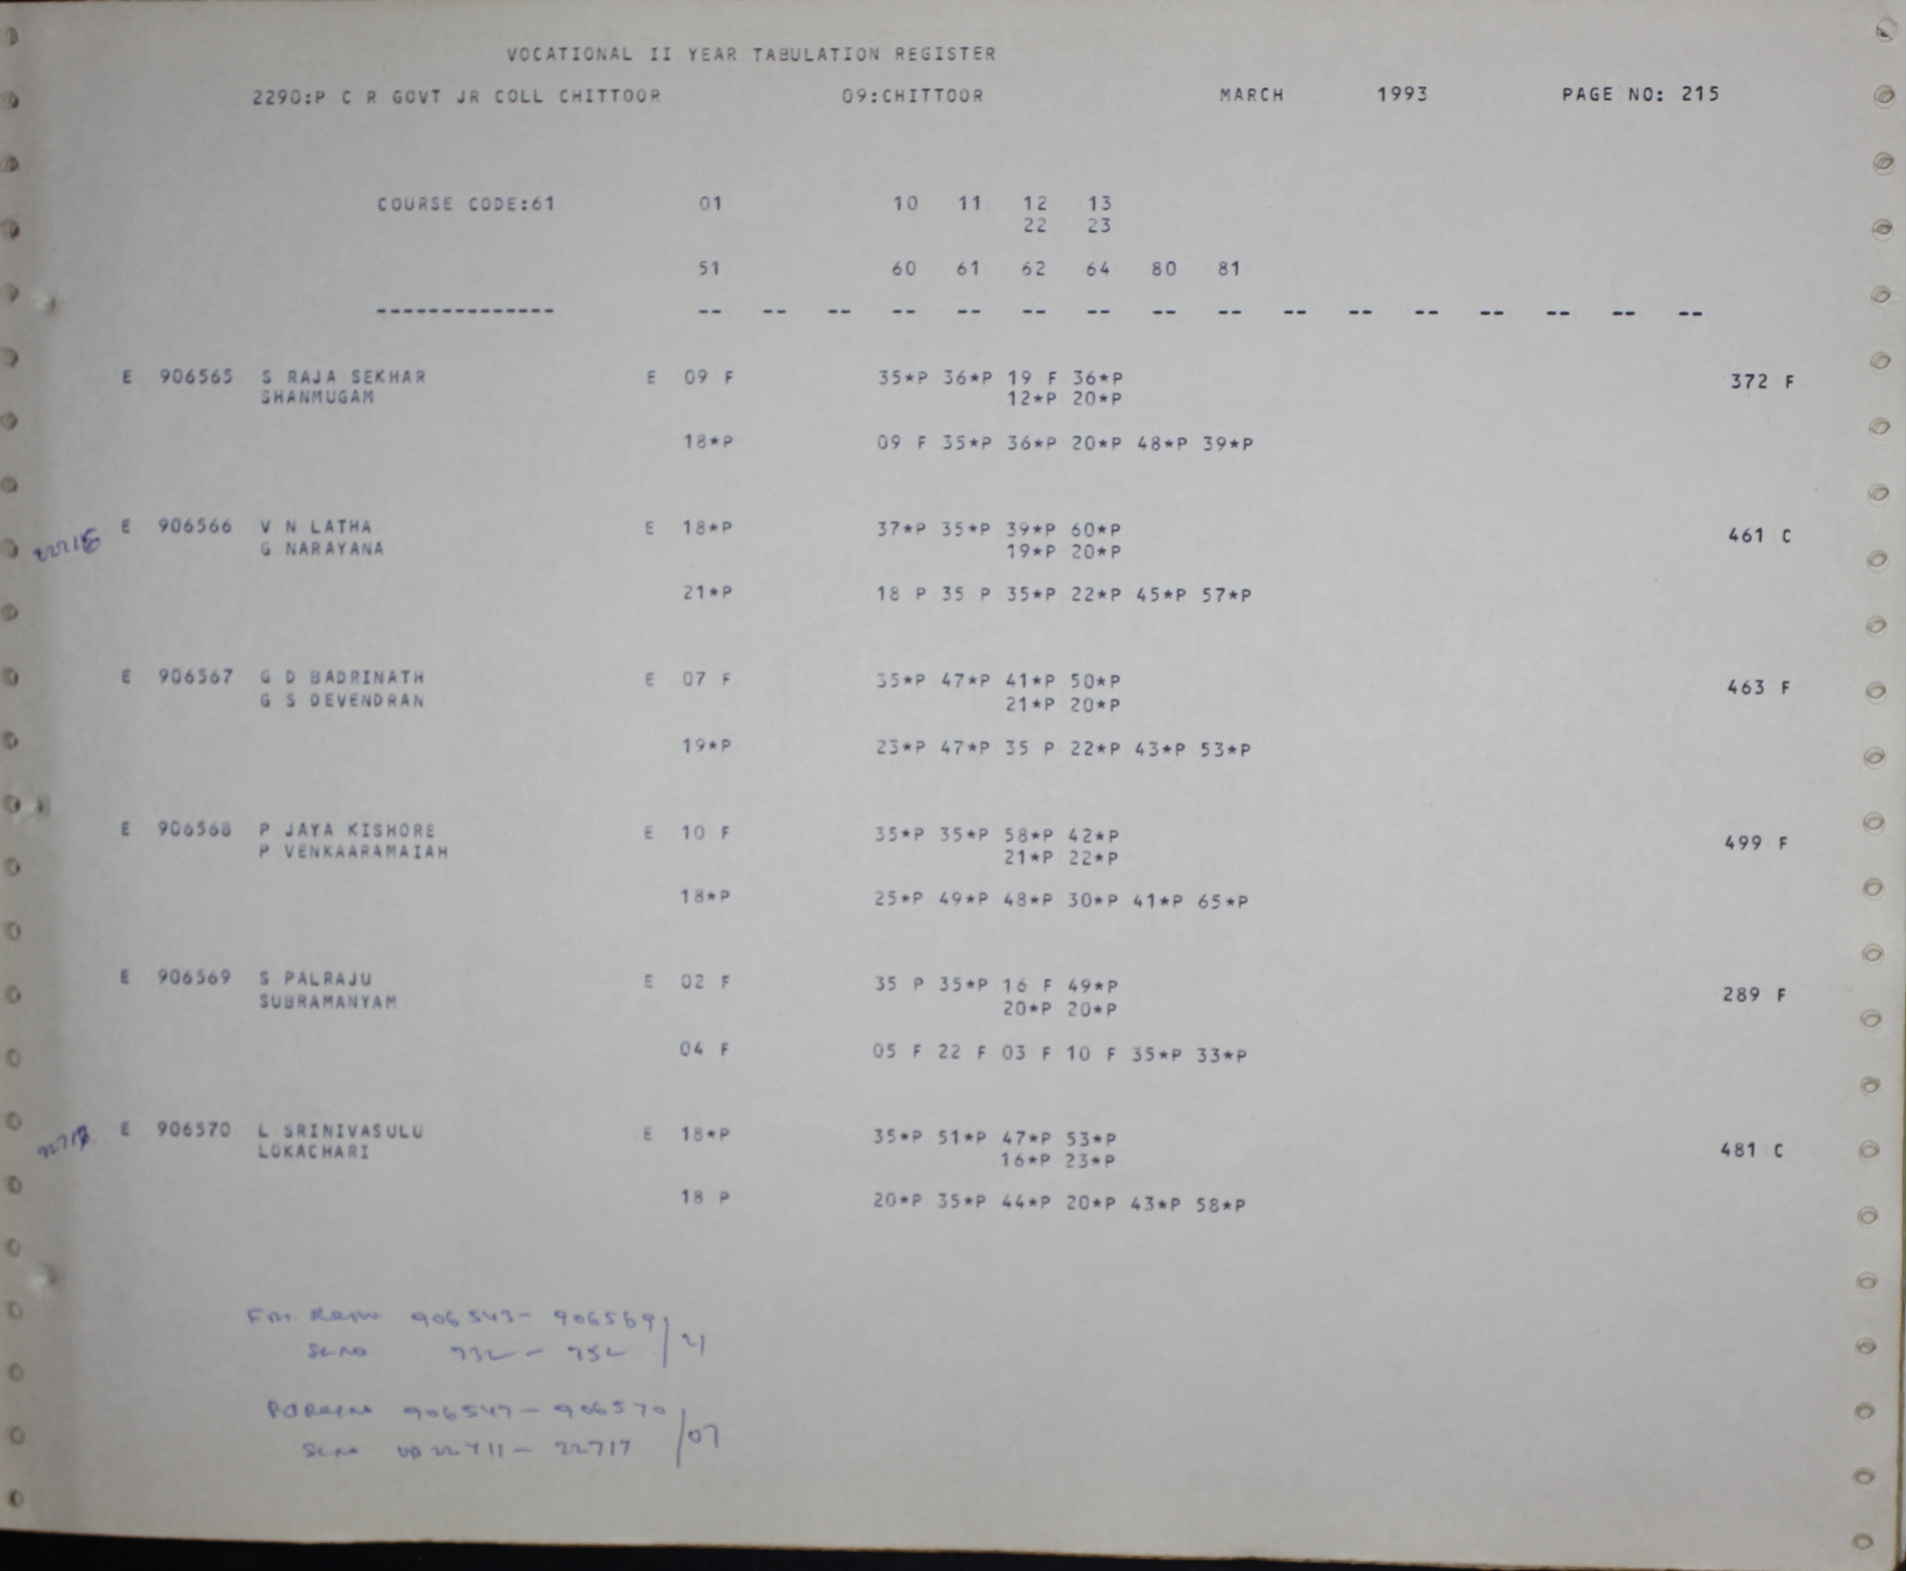 VOCATIONAL II YEAR TABULATION REGISTER
2290:P C R GOVT JR COLL CHITTOOR 09:CHITTOOR MARCH 1993 PAGE NO: 215
COURSE CODE:61 01 10 11 12 13
22 23
51 60 61 62 64 80 81
-------------- -- -- -- -- -- -- -- -- -- -- -- -- -- -- -- --
E 906565 S RAJA SEKHAR E 09 F 35*P 36*P 19 F 36*P 372 F
SHANMUGAM 12*P 20*P
18*P 09 F 35*P 36*P 20*P 48*P 39*P
E 906566 V N LATHA E 18*P 37*P 35*P 39*P 60*P 461 C
22716 G NARAYANA 19*P 20*P
21*P 18 P 35 P 35*P 22*P 45*P 57*P
E 906567 G D BADRINATH E 07 F 35*P 47*P 41*P 50*P 463 F
G S DEVENDRAN 21*P 20*P
19*P 23*P 47*P 35 P 22*P 43*P 53*P
E 906568 P JAYA KISHORE E 10 F 35*P 35*P 58*P 42*P 499 F
P VENKAARAMAIAH 21*P 22*P
18*P 25*P 49*P 48*P 30*P 41*P 65*P
E 906569 S PALRAJU E 02 F 35 P 35*P 16 F 49*P 289 F
SUBRAMANYAM 20*P 20*P
04 F 05 F 22 F 03 F 10 F 35*P 33*P
22717 E 906570 L SRINIVASULU E 18*P 35*P 51*P 47*P 53*P 481 C
LOKACHARI 16*P 23*P
18 P 20*P 35*P 44*P 20*P 43*P 58*P
906543- 906569
Sl.no 732 - 752 / 21
906547 - 906570
Sl.no 22711 - 22717 / 07